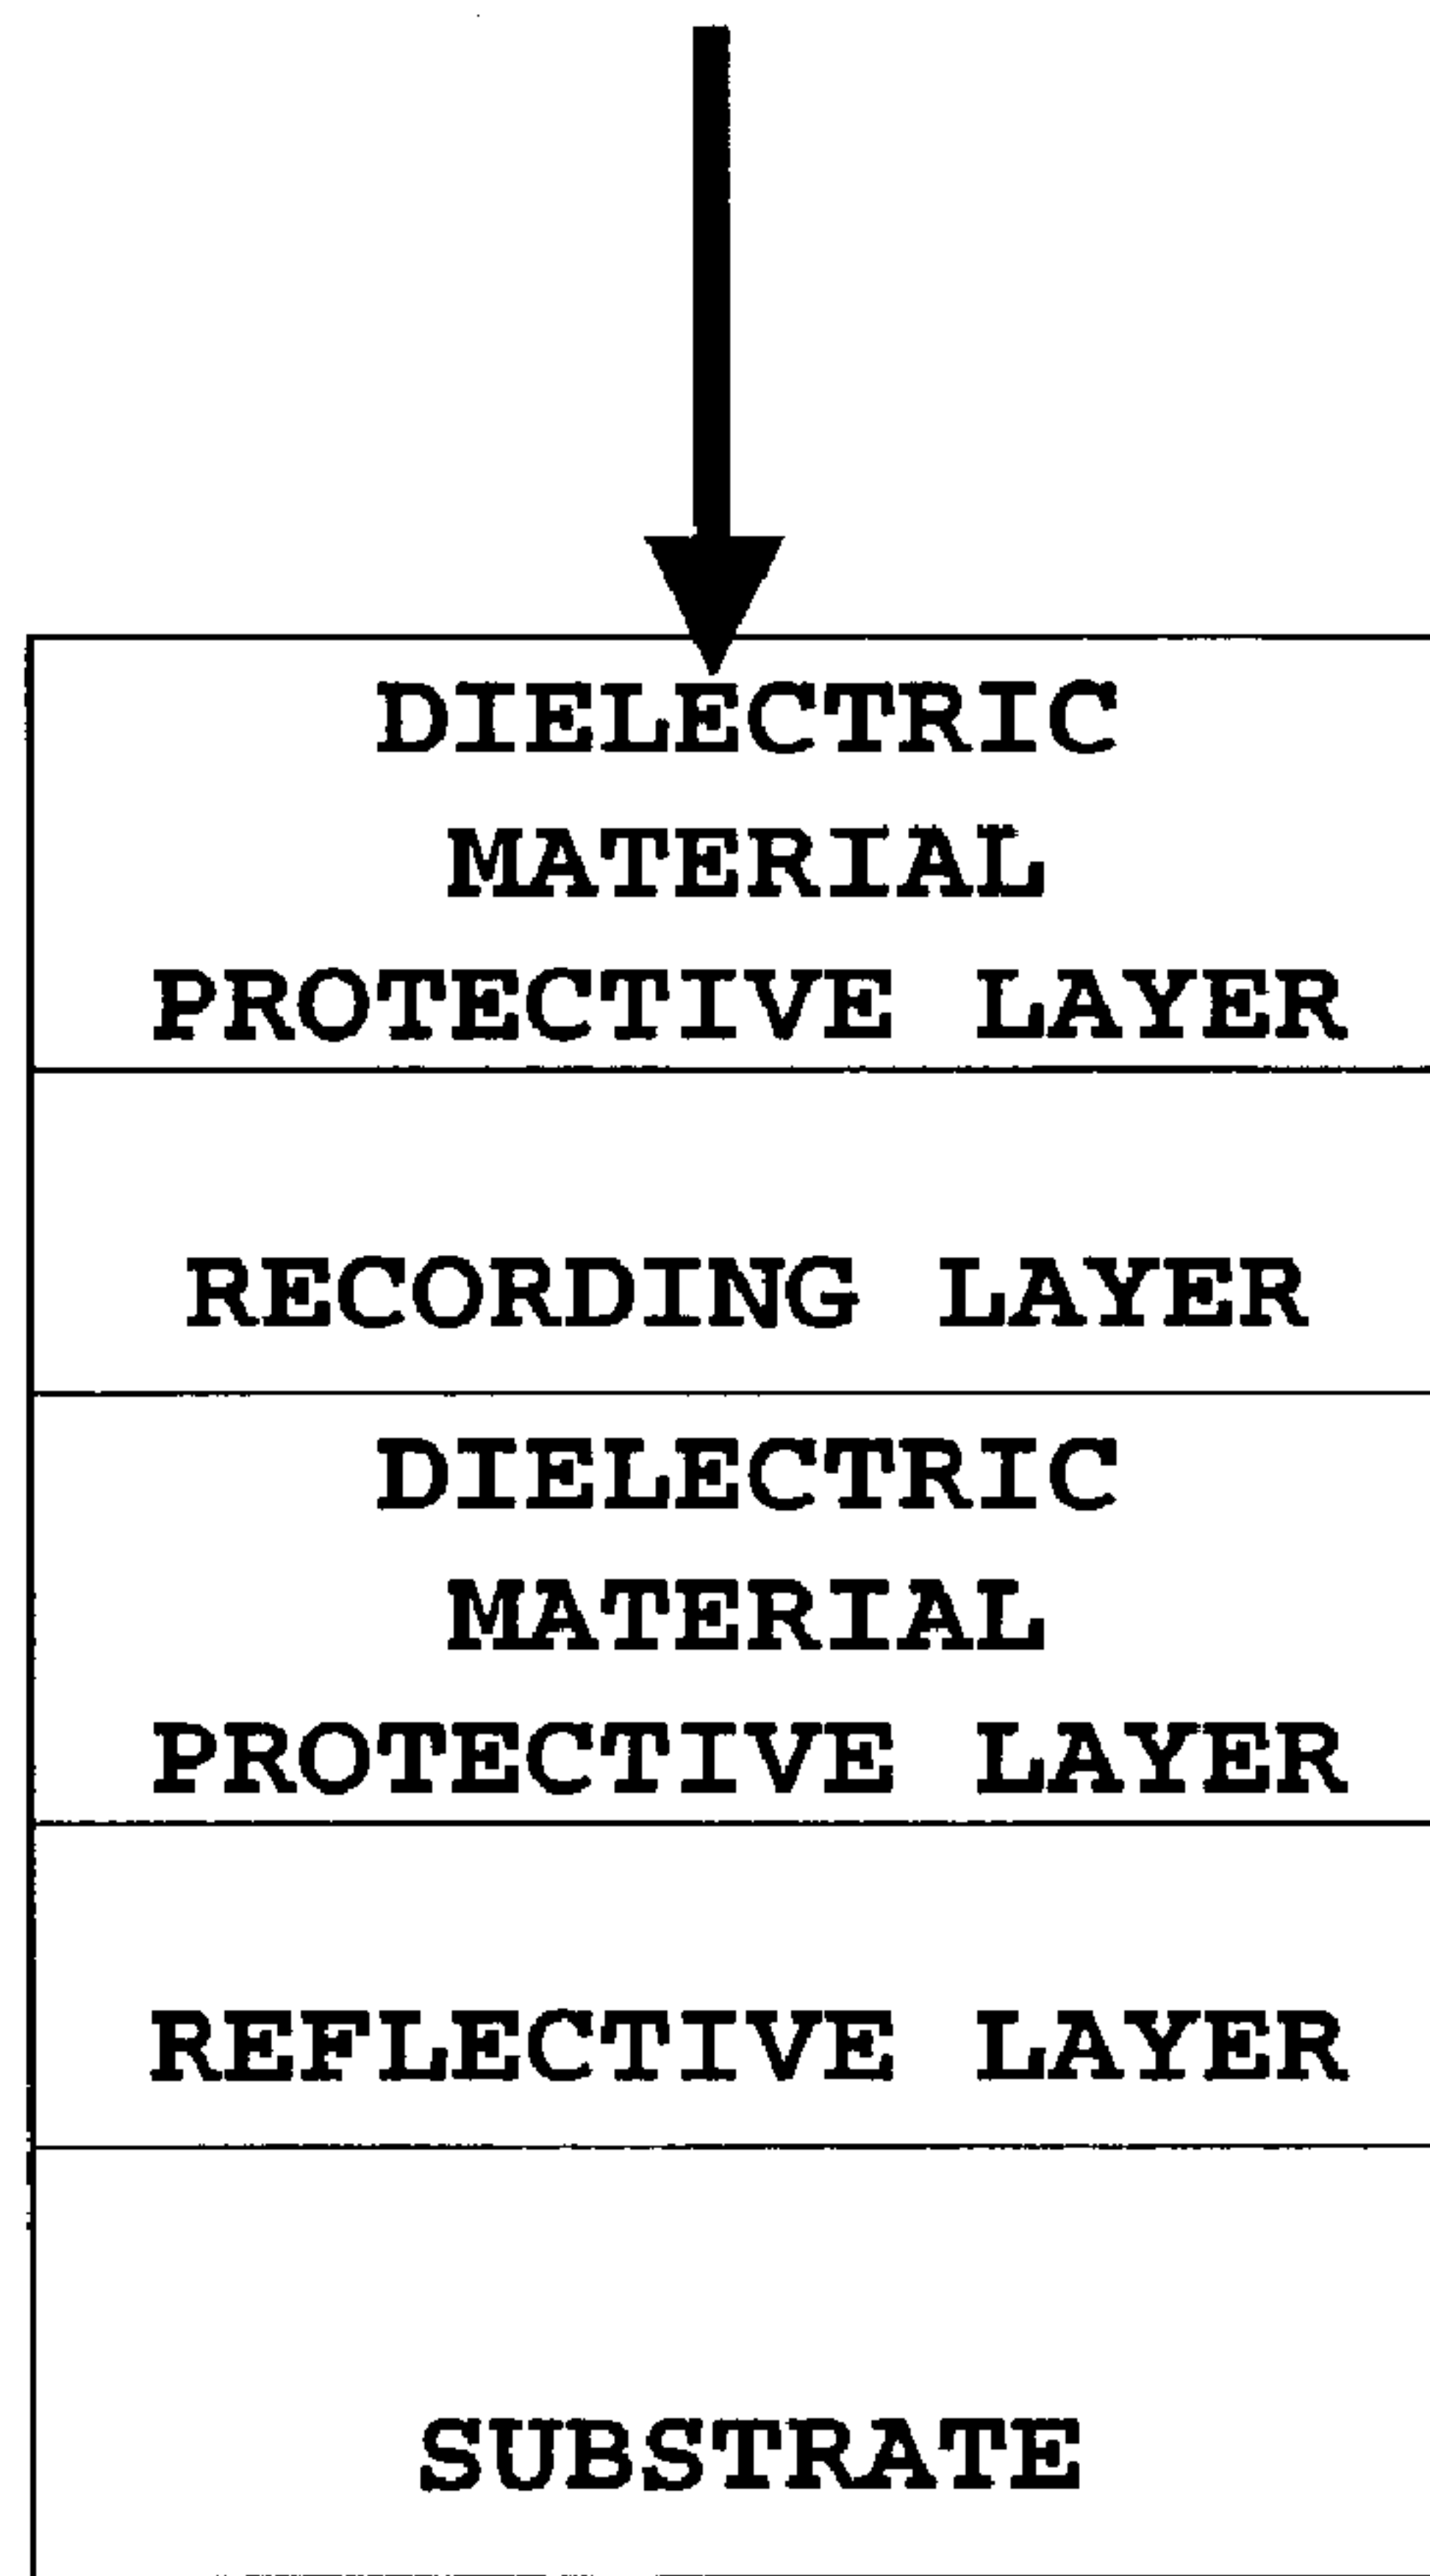 DIELECTRIC
MATERIAL
PROTECTIVE LAYER
RECORDING LAYER
DIELECTRIC
MATERIAL
PROTECTIVE LAYER
REFLECTIVE LAYER
SUBSTRATE